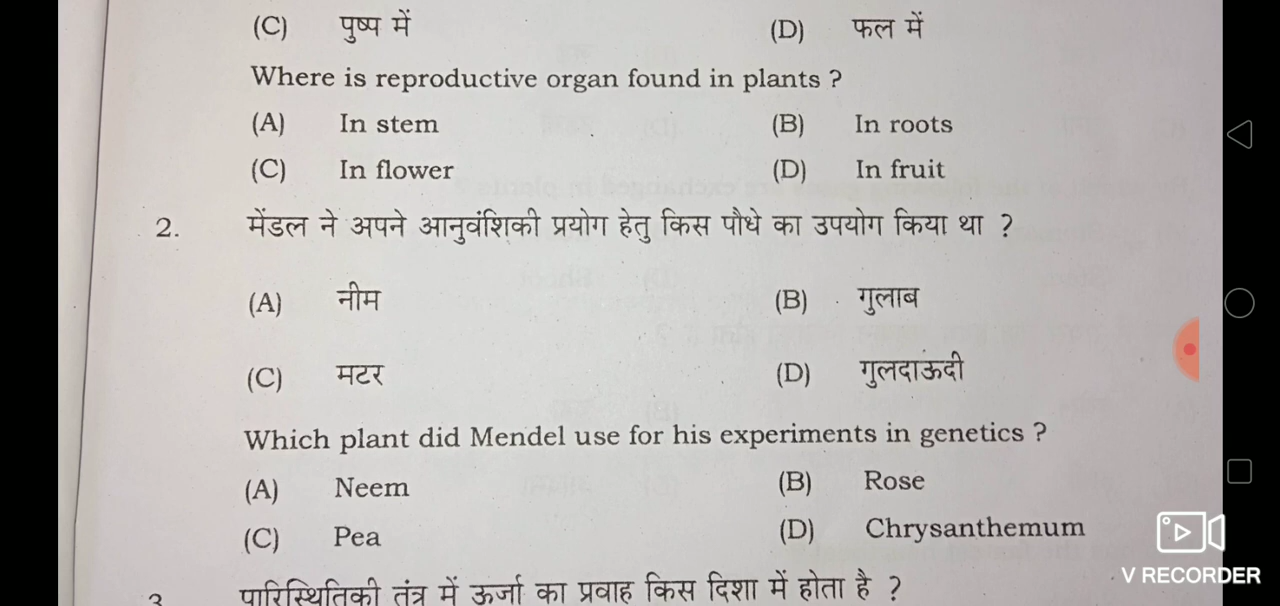 (C) पुष्प में (D) फल में
Where is reproductive organ found in plants ?
(A) In stem (B) In roots
(C) In flower (D) In fruit
2. मेंडल ने अपने आनुवंशिकी प्रयोग हेतु किस पौधे का उपयोग किया था ?
(A) नीम (B) गुलाब
(C) मटर (D) गुलदाऊदी
Which plant did Mendel use for his experiments in genetics ?
(A) Neem (B) Rose
(C) Pea (D) Chrysanthemum
3. पारिस्थितिकी तंत्र में ऊर्जा का प्रवाह किस दिशा में होता है ?
V RECORDER